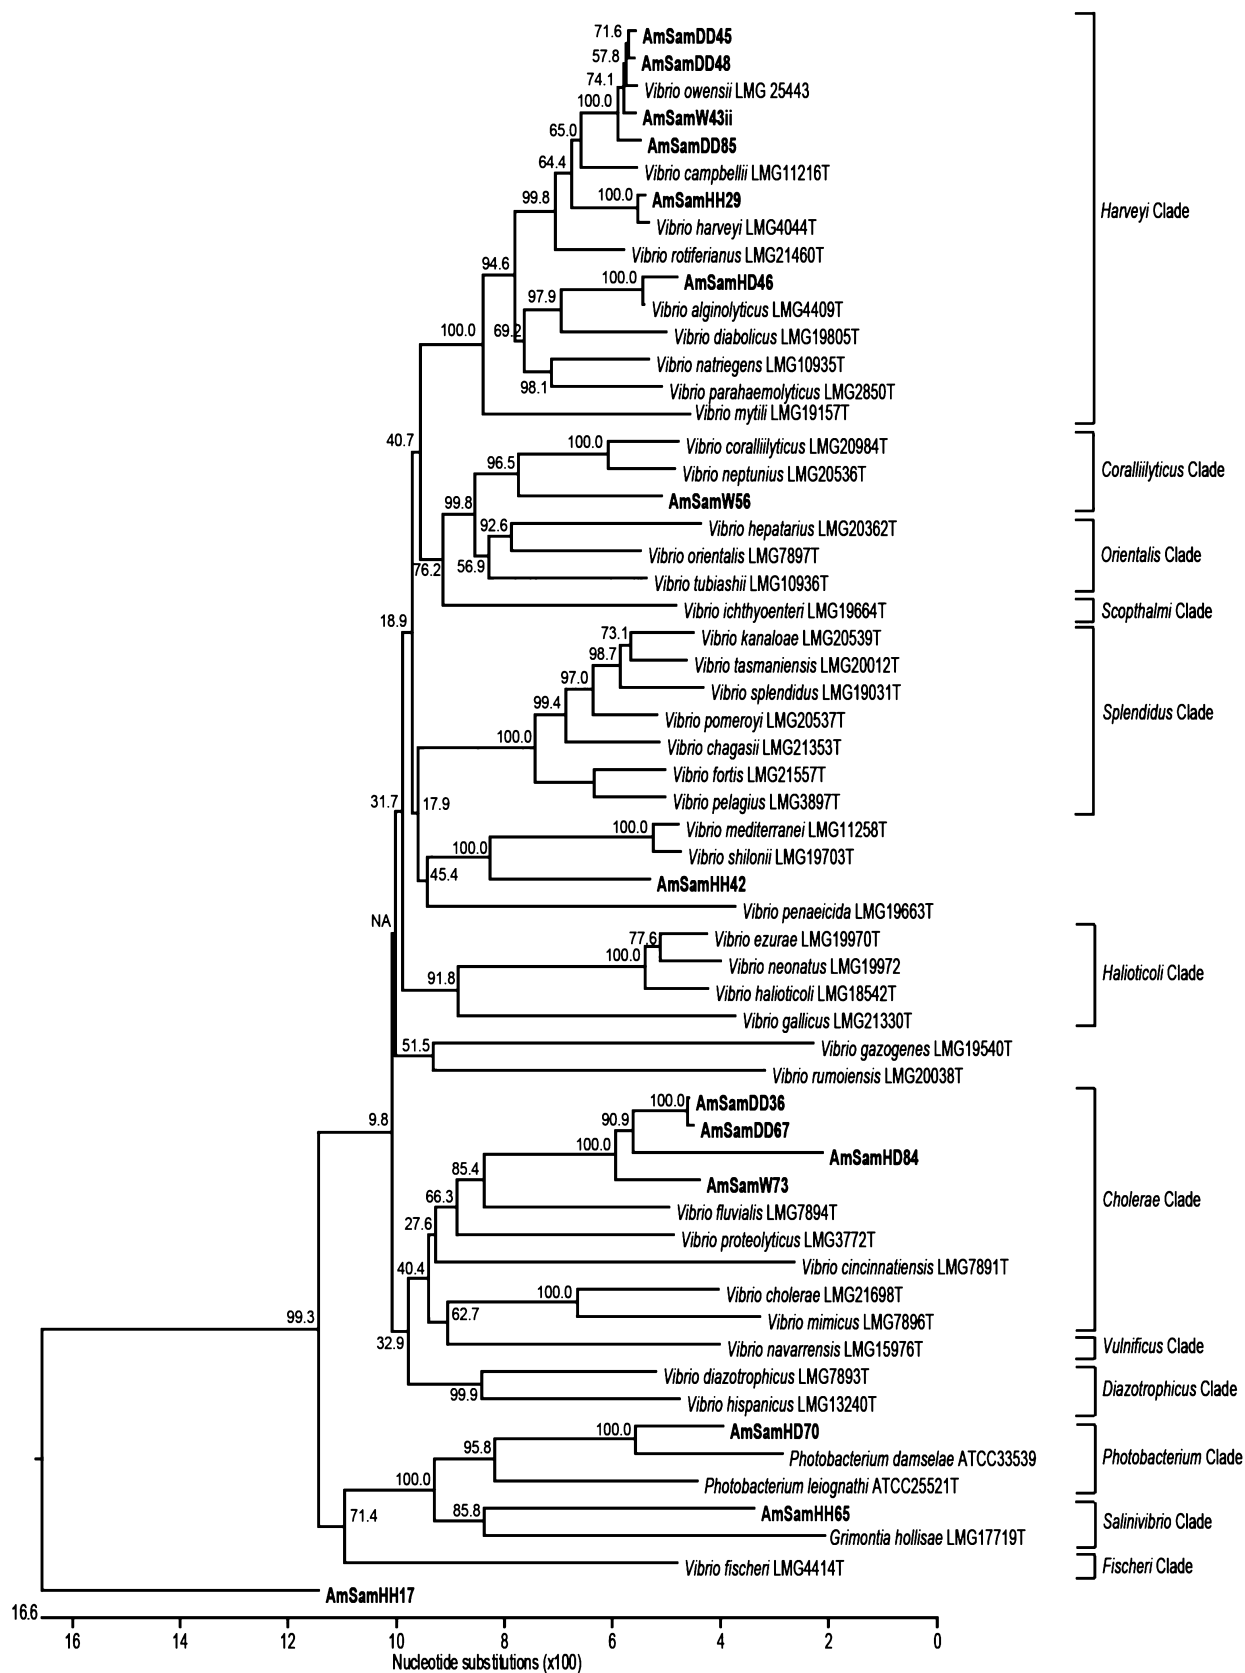 71.6
AmSamDD45
57.8
AmSamDD48
74.1
Vibrio owensii LMG 25443
100.0
AmSamW43ii
65.0
AmSamDD85
64.4
Vibrio campbellii LMG11216T
99.8
100.0
AmSamHH29
Harveyi Clade
Vibrio harveyi LMG4044T
Vibrio rotiferianus LMG21460T
94.6
100.0
AmSamHD46
97.9
Vibrio alginolyticus LMG4409T
100.0
69.2
Vibrio diabolicus LMG19805T
Vibrio natriegens LMG10935T
98.1
Vibrio parahaemolyticus LMG2850T
Vibrio mytili LMG19157T
40.7
100.0
Vibrio coralliilyticus LMG20984T
96.5
Vibrio neptunius LMG20536T
Coralliilyticus Clade
99.8
AmSamW56
92.6
Vibrio hepatarius LMG20362T
76.2
56.9
Vibrio orientalis LMG7897T
Orientalis Clade
Vibrio tubiashii LMG10936T
Vibrio ichthyoenteri LMG19664T
Scopthalmi Clade
18.9
73.1
Vibrio kanaloae LMG20539T
98.7
Vibrio tasmaniensis LMG20012T
97.0
Vibrio splendidus LMG19031T
99.4
Vibrio pomeroyi LMG20537T
Splendidus Clade
100.0
Vibrio chagasii LMG21353T
Vibrio fortis LMG21557T
31.7
17.9
Vibrio pelagius LMG3897T
100.0
Vibrio mediterranei LMG11258T
100.0
Vibrio shilonii LMG19703T
45.4
AmSamHH42
Vibrio penaeicida LMG19663T
NA
77.6
Vibrio ezurae LMG19970T
100.0
Vibrio neonatus LMG19972
91.8
Vibrio halioticoli LMG18542T
Halioticoli Clade
Vibrio gallicus LMG21330T
51.5
Vibrio gazogenes LMG19540T
Vibrio rumoiensis LMG20038T
100.0
AmSamDD36
9.8
90.9
AmSamDD67
100.0
AmSamHD84
85.4
AmSamW73
Cholerae Clade
66.3
Vibrio fluvialis LMG7894T
27.6
Vibrio proteolyticus LMG3772T
40.4
Vibrio cincinnatiensis LMG7891T
100.0
Vibrio cholerae LMG21698T
62.7
Vibrio mimicus LMG7896T
99.3
32.9
Vibrio navarrensis LMG15976T
Vulnificus Clade
Vibrio diazotrophicus LMG7893T
99.9
Vibrio hispanicus LMG13240T
Diazotrophicus Clade
100.0
AmSamHD70
95.8
Photobacterium damselae ATCC33539
Photobacterium Clade
100.0
Photobacterium leiognathi ATCC25521T
71.4
85.8
AmSamHH65
Salinivibrio Clade
Grimontia hollisae LMG17719T
Vibrio fischeri LMG4414T
Fischeri Clade
AmSamHH17
16.6
16 14 12 10 8 6 4 2 0
Nucleotide substitutions (x100)